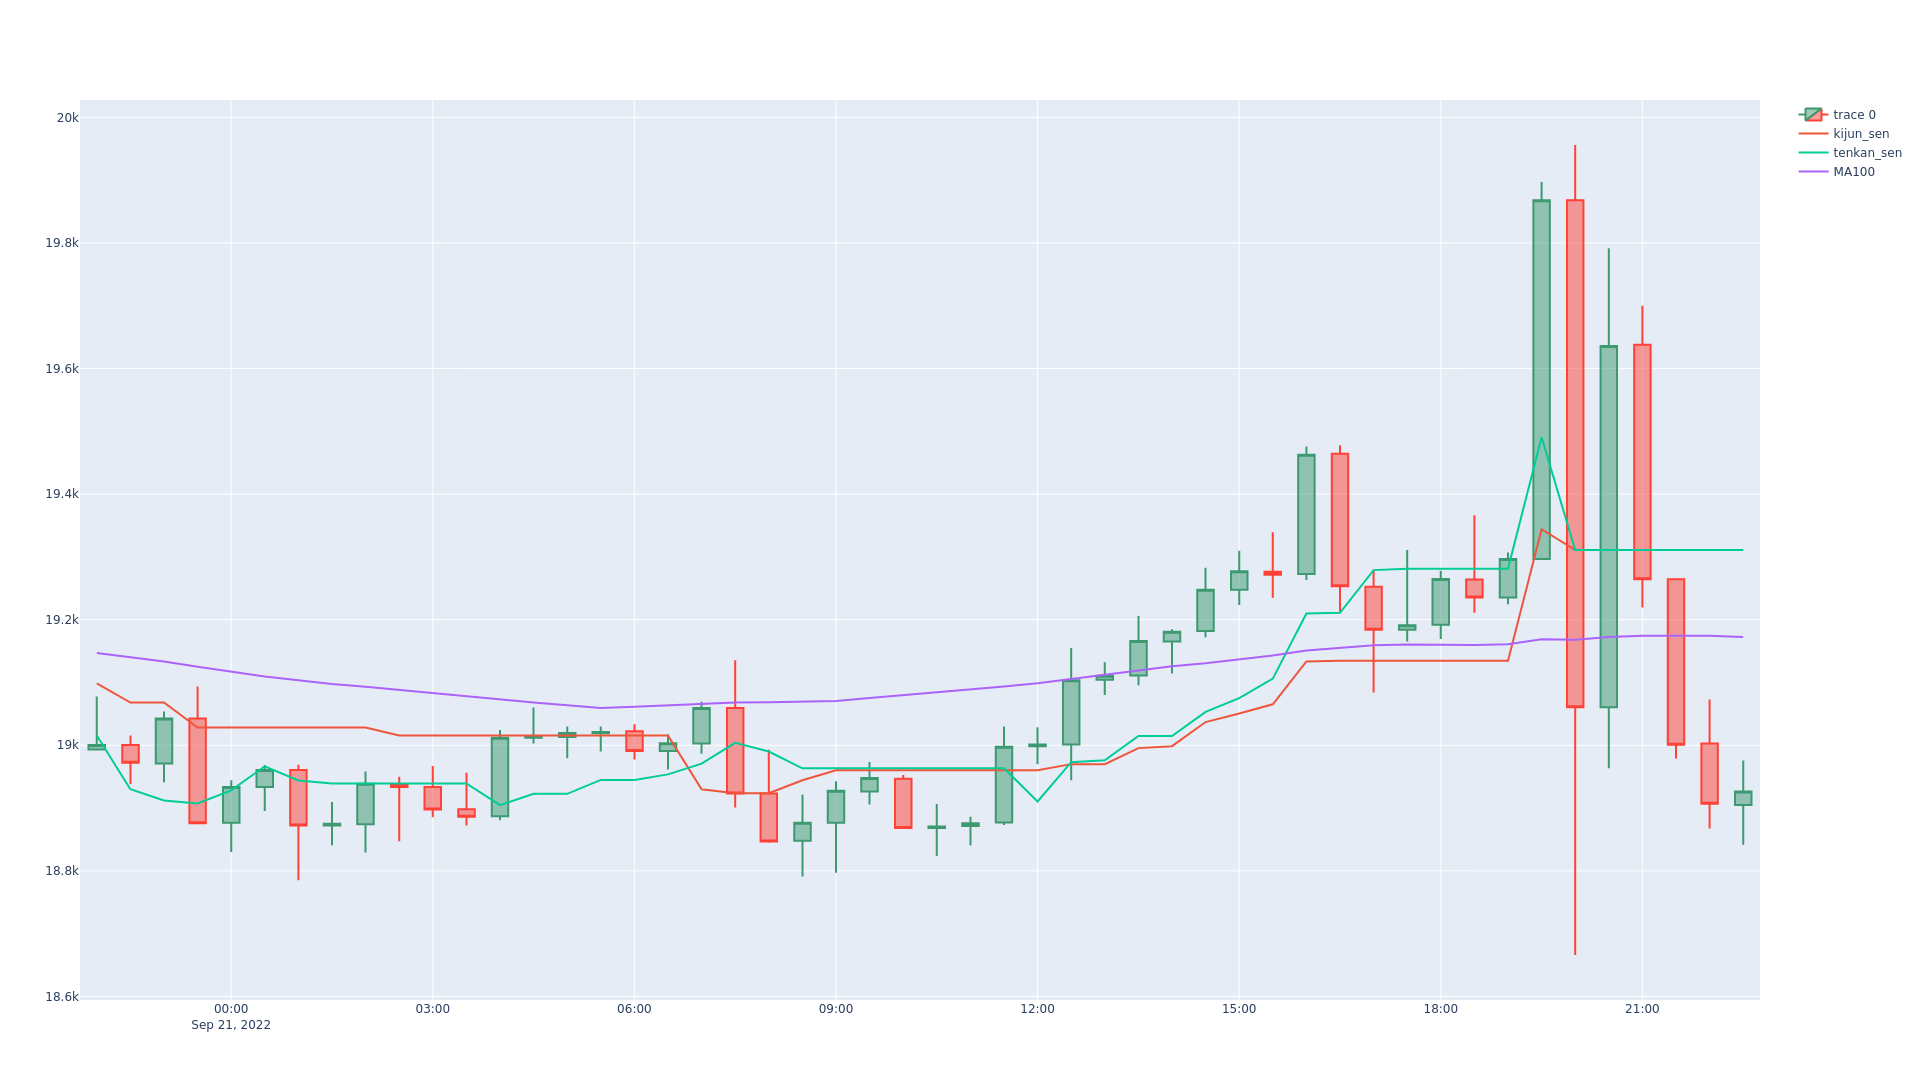 20k
19.8k
19.6k
19.4k
19.2k
19k
18.8k
18.6k
00:00
Sep 21, 2022
03:00
06:00
09:00
12:00
15:00
18:00
21:00
trace 0
kijun_sen
tenkan_sen
MA100